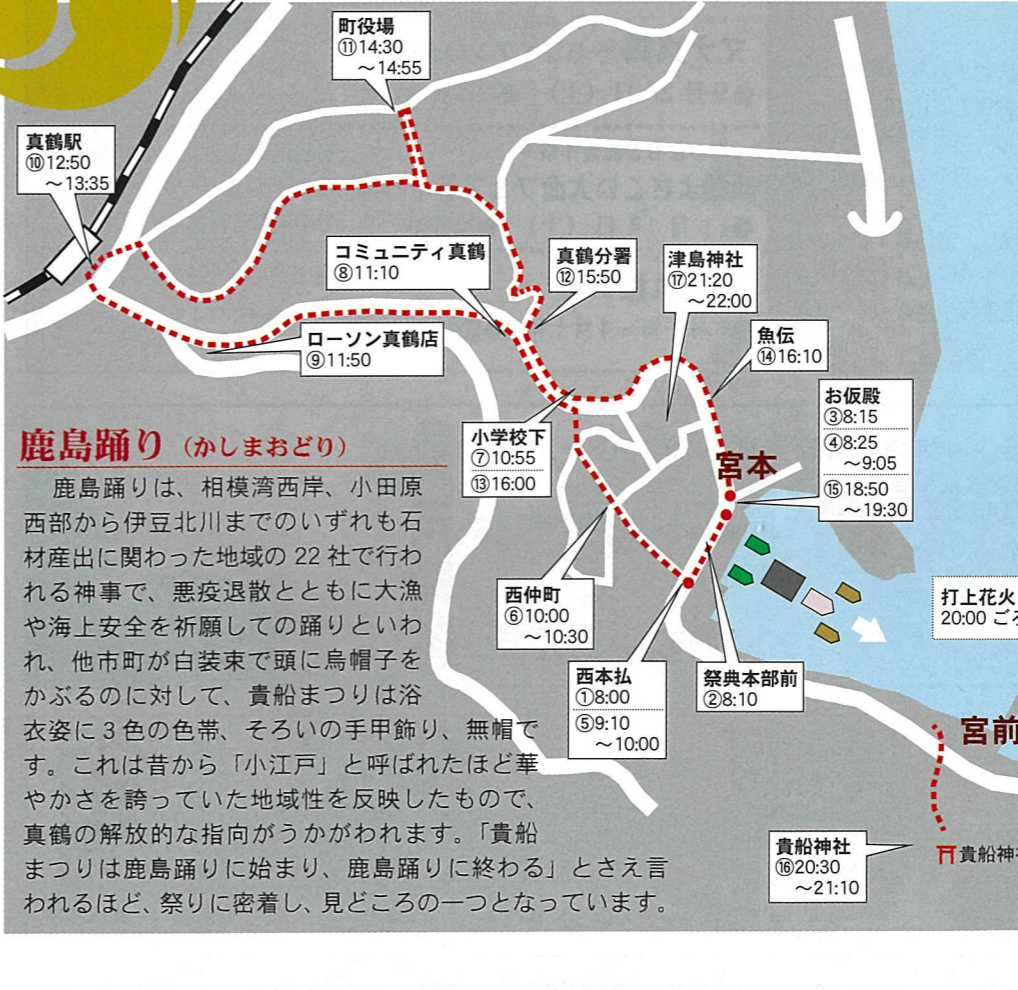 町役場
⑪14:30
～14:55
真鶴駅
⑩12:50
～13:35
コミュニティ真鶴
⑧11:10
真鶴分署
⑫15:50
津島神社
⑰21:20
～22:00
ローソン真鶴店
⑨11:50
魚伝
⑭16:10
お仮殿
③8:15
④8:25
～9:05
⑮18:50
～19:30
小学校下
⑦10:55
⑬16:00
宮本
西仲町
⑥10:00
～10:30
打上花火
20:00 ごろ
西本払
①8:00
⑤9:10
～10:00
祭典本部前
②8:10
宮前
貴船神社
⑯20:30
～21:10
貴船神社
鹿島踊り（かしまおどり）
鹿島踊りは、相模湾西岸、小田原
西部から伊豆北川までのいずれも石
材産出に関わった地域の 22 社で行わ
れる神事で、悪疫退散とともに大漁
や海上安全を祈願しての踊りといわ
れ、他市町が白装束で頭に烏帽子を
かぶるのに対して、貴船まつりは浴
衣姿に 3 色の色帯、そろいの手甲飾り、無帽で
す。これは昔から「小江戸」と呼ばれたほど華
やかさを誇っていた地域性を反映したもので、
真鶴の解放的な指向がうかがわれます。「貴船
まつりは鹿島踊りに始まり、鹿島踊りに終わる」とさえ言
われるほど、祭りに密着し、見どころの一つとなっています。